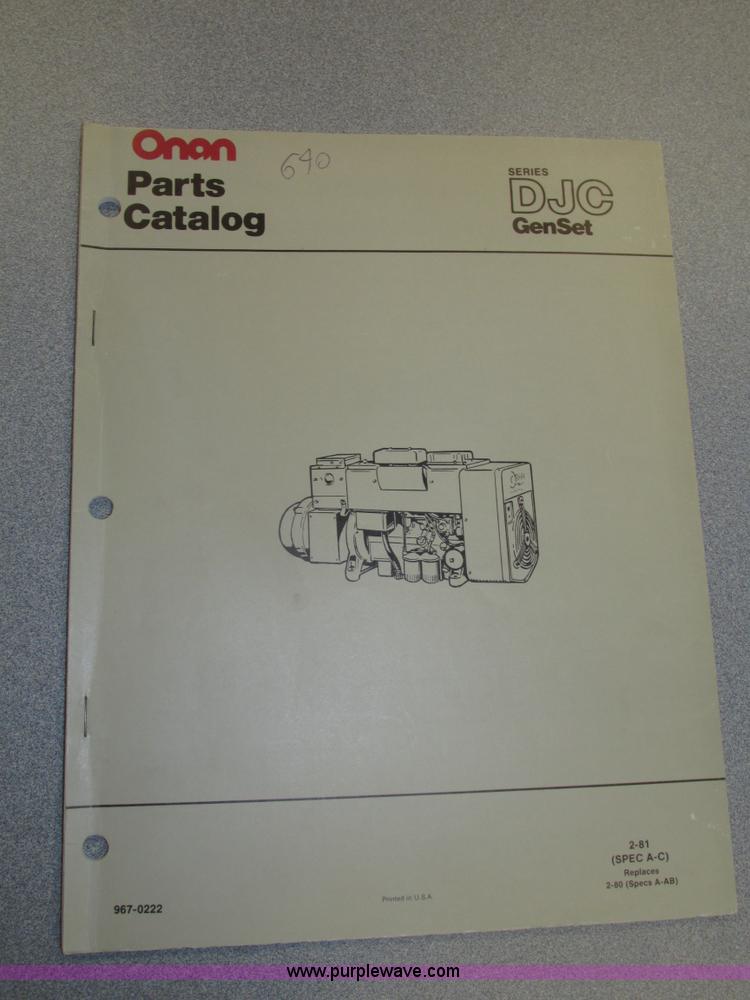 Onan
640
Parts
Catalog
SERIES
DJC
GenSet
2-81
(SPEC A-C)
Replaces
2-80 (Specs A-AB)
Printed in U.S.A
967-0222
www.purplewave.com